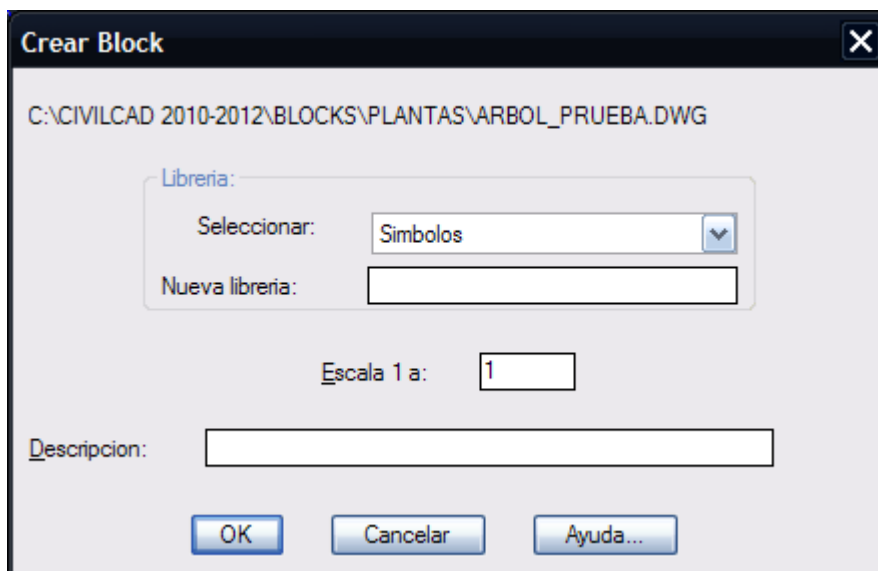 Crear Block
C:\CIVILCAD 2010-2012\BLOCKS\PLANTAS\ARBOL_PRUEBA.DWG
Libreria:
Seleccionar: Simbolos
Nueva libreria:
Escala 1 a: 1
Descripcion:
OK Cancelar Ayuda...